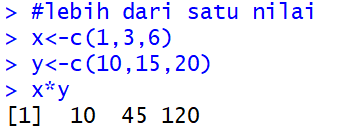 > #lebih dari satu nilai
> x<-c(1,3,6)
> y<-c(10,15,20)
> x*y
[1]  10  45 120